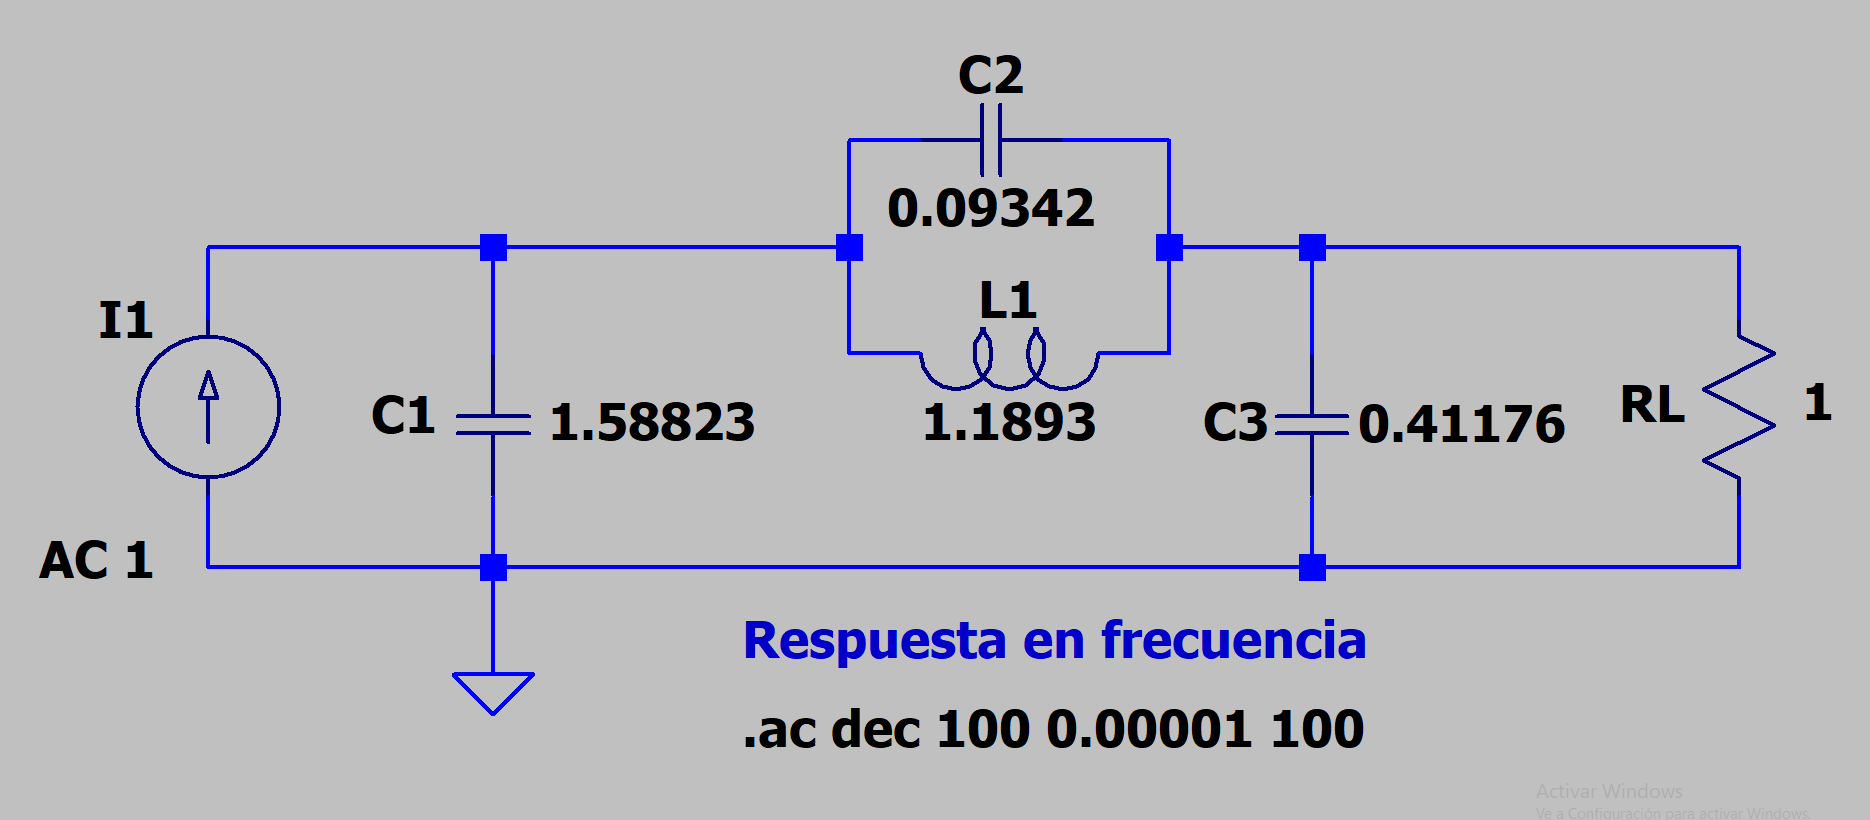 C2
0.09342
I1
L1
C1
1.58823
1.1893
C3
0.41176
RL
1
AC 1
Respuesta en frecuencia
.ac dec 100 0.00001 100
Activar Windows
Ve a Configuración para activar Windows.